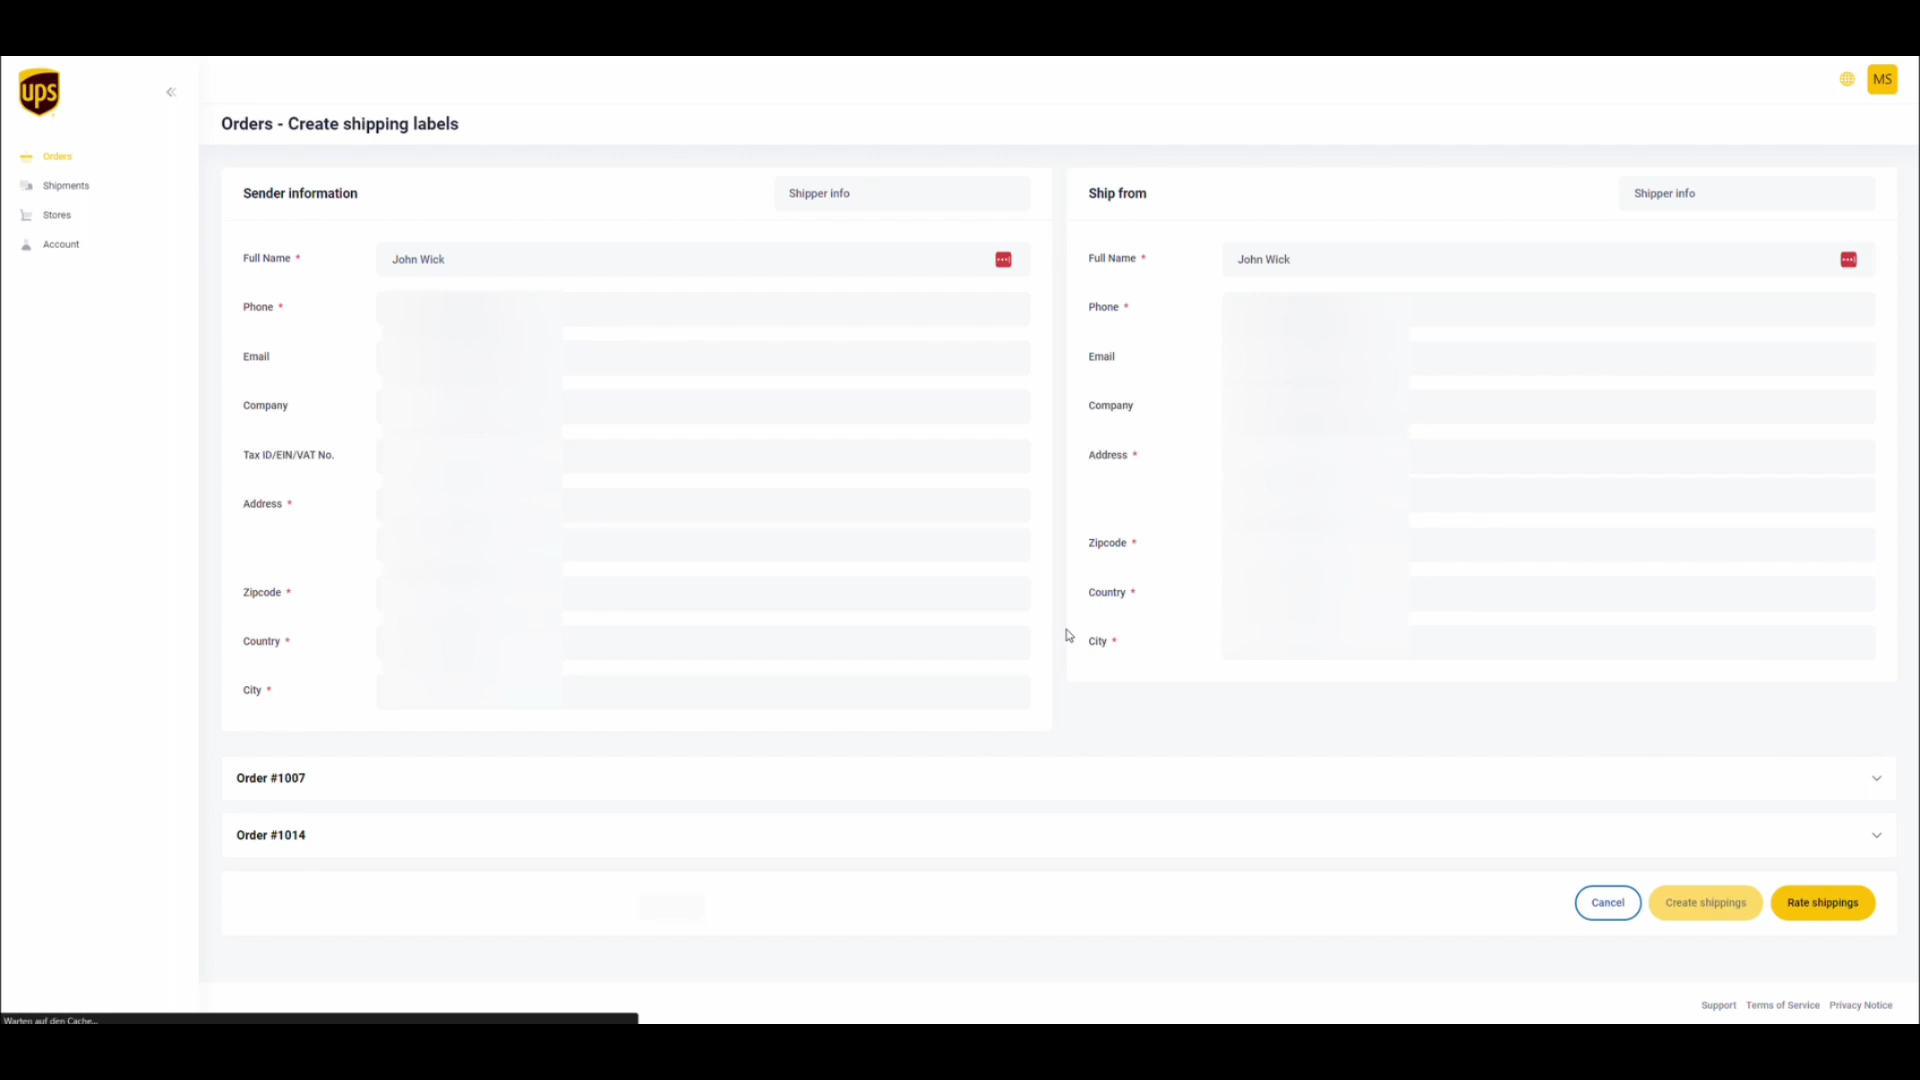 ups
MS
Orders - Create shipping labels
Orders
Shipments
Stores
Account
Sender information
Shipper info
Full Name *
John Wick
Phone *
Email
Company
Tax ID/EIN/VAT No.
Address *
Zipcode *
Country *
City *
Ship from
Shipper info
Full Name *
John Wick
Phone *
Email
Company
Address *
Zipcode *
Country *
City *
Order #1007
Order #1014
Cancel
Create shippings
Rate shippings
Support
Terms of Service
Privacy Notice
Warten auf den Cache...